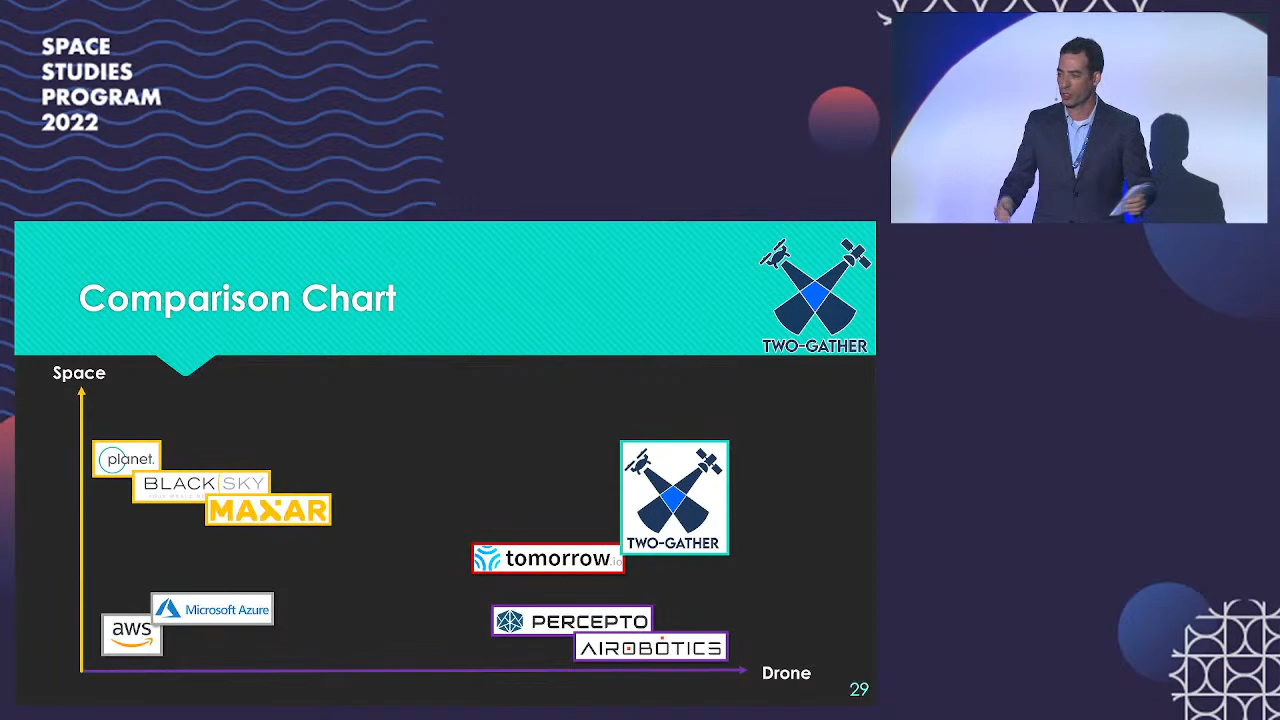 SPACE
STUDIES
PROGRAM
2022
Comparison Chart
TWO-GATHER
Space
planet.
BLACKSKY
MAXAR
TWO-GATHER
tomorrow.io
Microsoft Azure
aws
PERCEPTO
AIROBOTICS
Drone
29